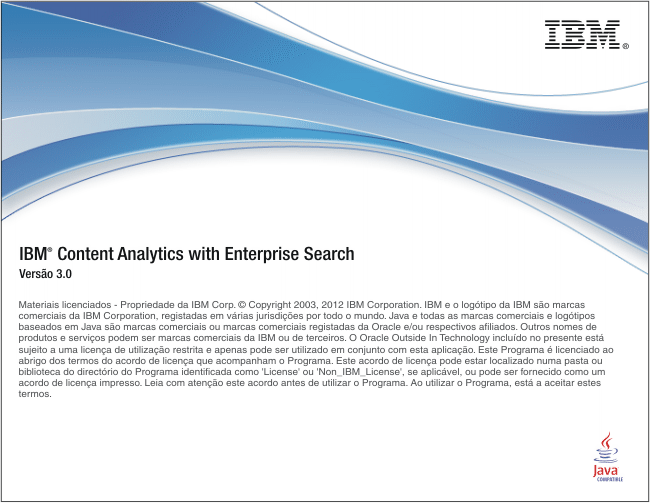 IBM®
IBM® Content Analytics with Enterprise Search
Versão 3.0
Materiais licenciados - Propriedade da IBM Corp. © Copyright 2003, 2012 IBM Corporation. IBM e o logótipo da IBM são marcas
comerciais da IBM Corporation, registadas em várias jurisdições por todo o mundo. Java e todas as marcas comerciais e logótipos
baseados em Java são marcas comerciais ou marcas comerciais registadas da Oracle e/ou respectivos afiliados. Outros nomes de
produtos e serviços podem ser marcas comerciais da IBM ou de terceiros. O Oracle Outside In Technology incluído no presente está
sujeito a uma licença de utilização restrita e apenas pode ser utilizado em conjunto com esta aplicação. Este Programa é licenciado ao
abrigo dos termos do acordo de licença que acompanham o Programa. Este acordo de licença pode estar localizado numa pasta ou
biblioteca do directório do Programa identificada como 'License' ou 'Non_IBM_License', se aplicável, ou pode ser fornecido como um
acordo de licença impresso. Leia com atenção este acordo antes de utilizar o Programa. Ao utilizar o Programa, está a aceitar estes
termos.
Java
COMPATIBLE